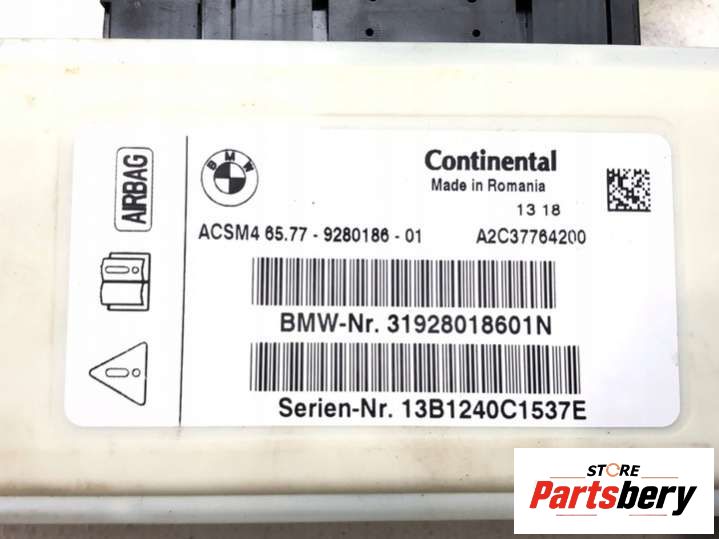 AIRBAG
BMW
Continental
Made in Romania
13 18
ACSM4 65.77 - 9280186 - 01 A2C37764200
BMW-Nr. 31928018601N
Serien-Nr. 13B1240C1537E
STORE
Partsbery